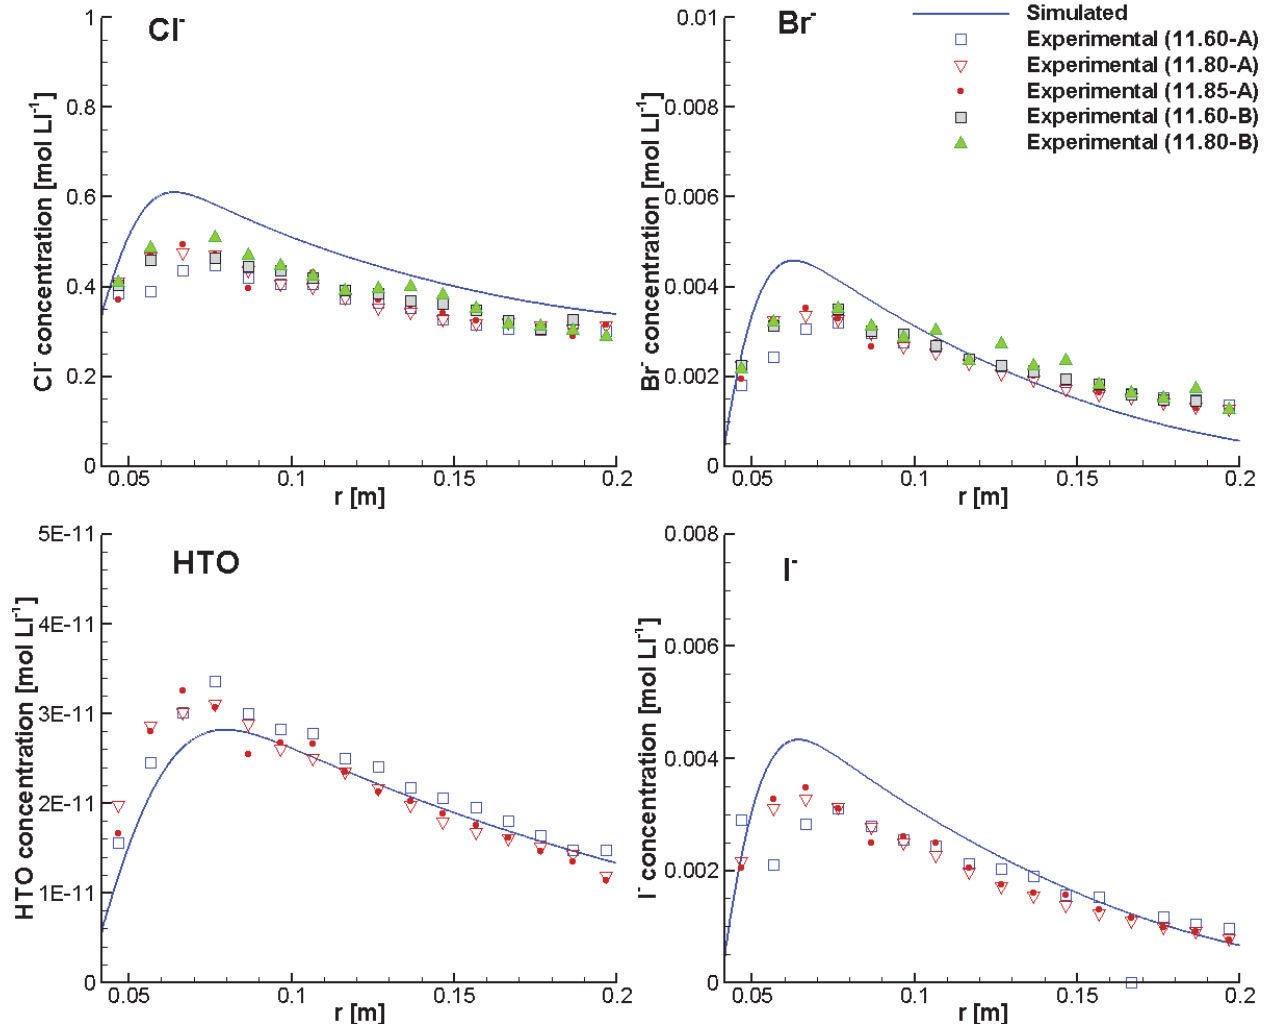 Cl-
Cl- concentration [mol Ll-1]
1
0.8
0.6
0.4
0.2
0
0.05
0.1
0.15
0.2
r [m]
Br-
Br- concentration [mol Ll-1]
0.01
0.008
0.006
0.004
0.002
0
0.05
0.1
0.15
0.2
r [m]
Simulated
Experimental (11.60-A)
Experimental (11.80-A)
Experimental (11.85-A)
Experimental (11.60-B)
Experimental (11.80-B)
HTO
HTO concentration [mol Ll-1]
5E-11
4E-11
3E-11
2E-11
1E-11
0
0.05
0.1
0.15
0.2
r [m]
I-
I- concentration [mol Ll-1]
0.008
0.006
0.004
0.002
0
0.05
0.1
0.15
0.2
r [m]